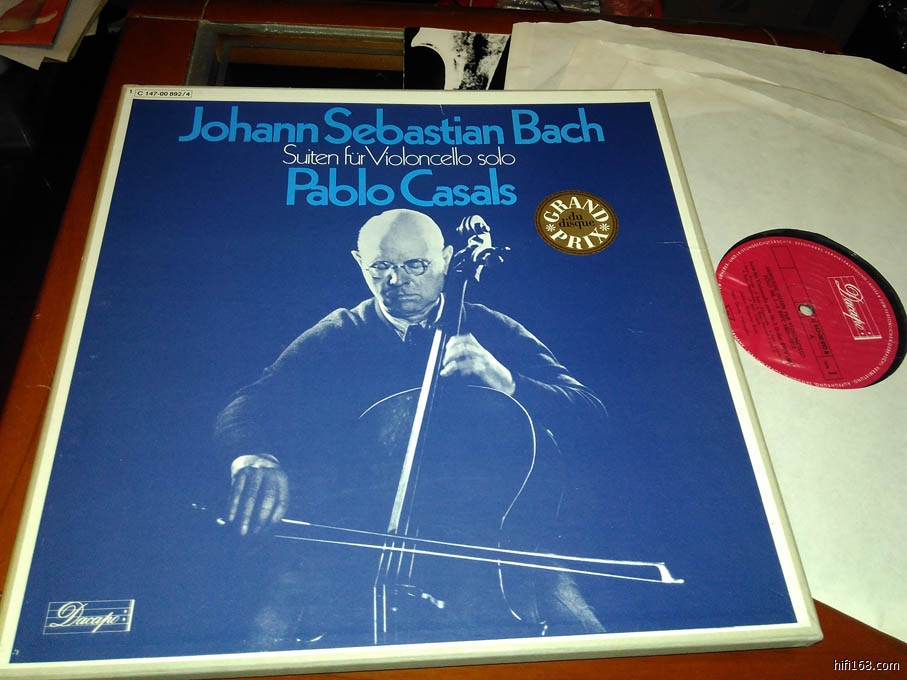 1 C 147-00 892/4
Johann Sebastian Bach
Suiten für Violoncello solo
Pablo Casals
GRAND
du
disque
PRIX
Dacapo
Dacapo
hifi168.com